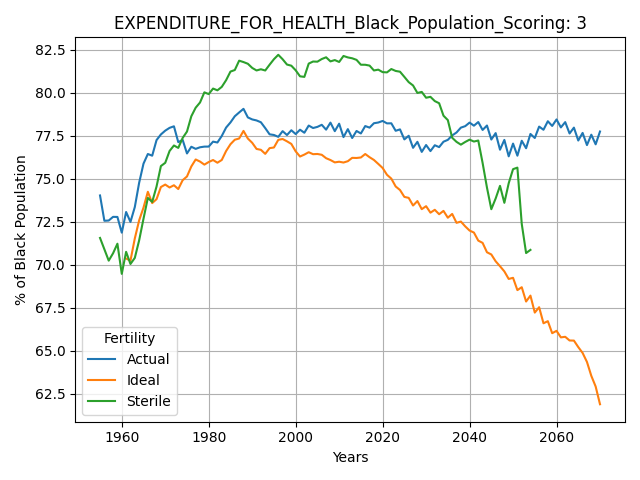 EXPENDITURE_FOR_HEALTH_Black_Population_Scoring: 3
% of Black Population
82.5
80.0
77.5
75.0
72.5
70.0
67.5
65.0
62.5
Fertility
Actual
Ideal
Sterile
1960 1980 2000 2020 2040 2060
Years